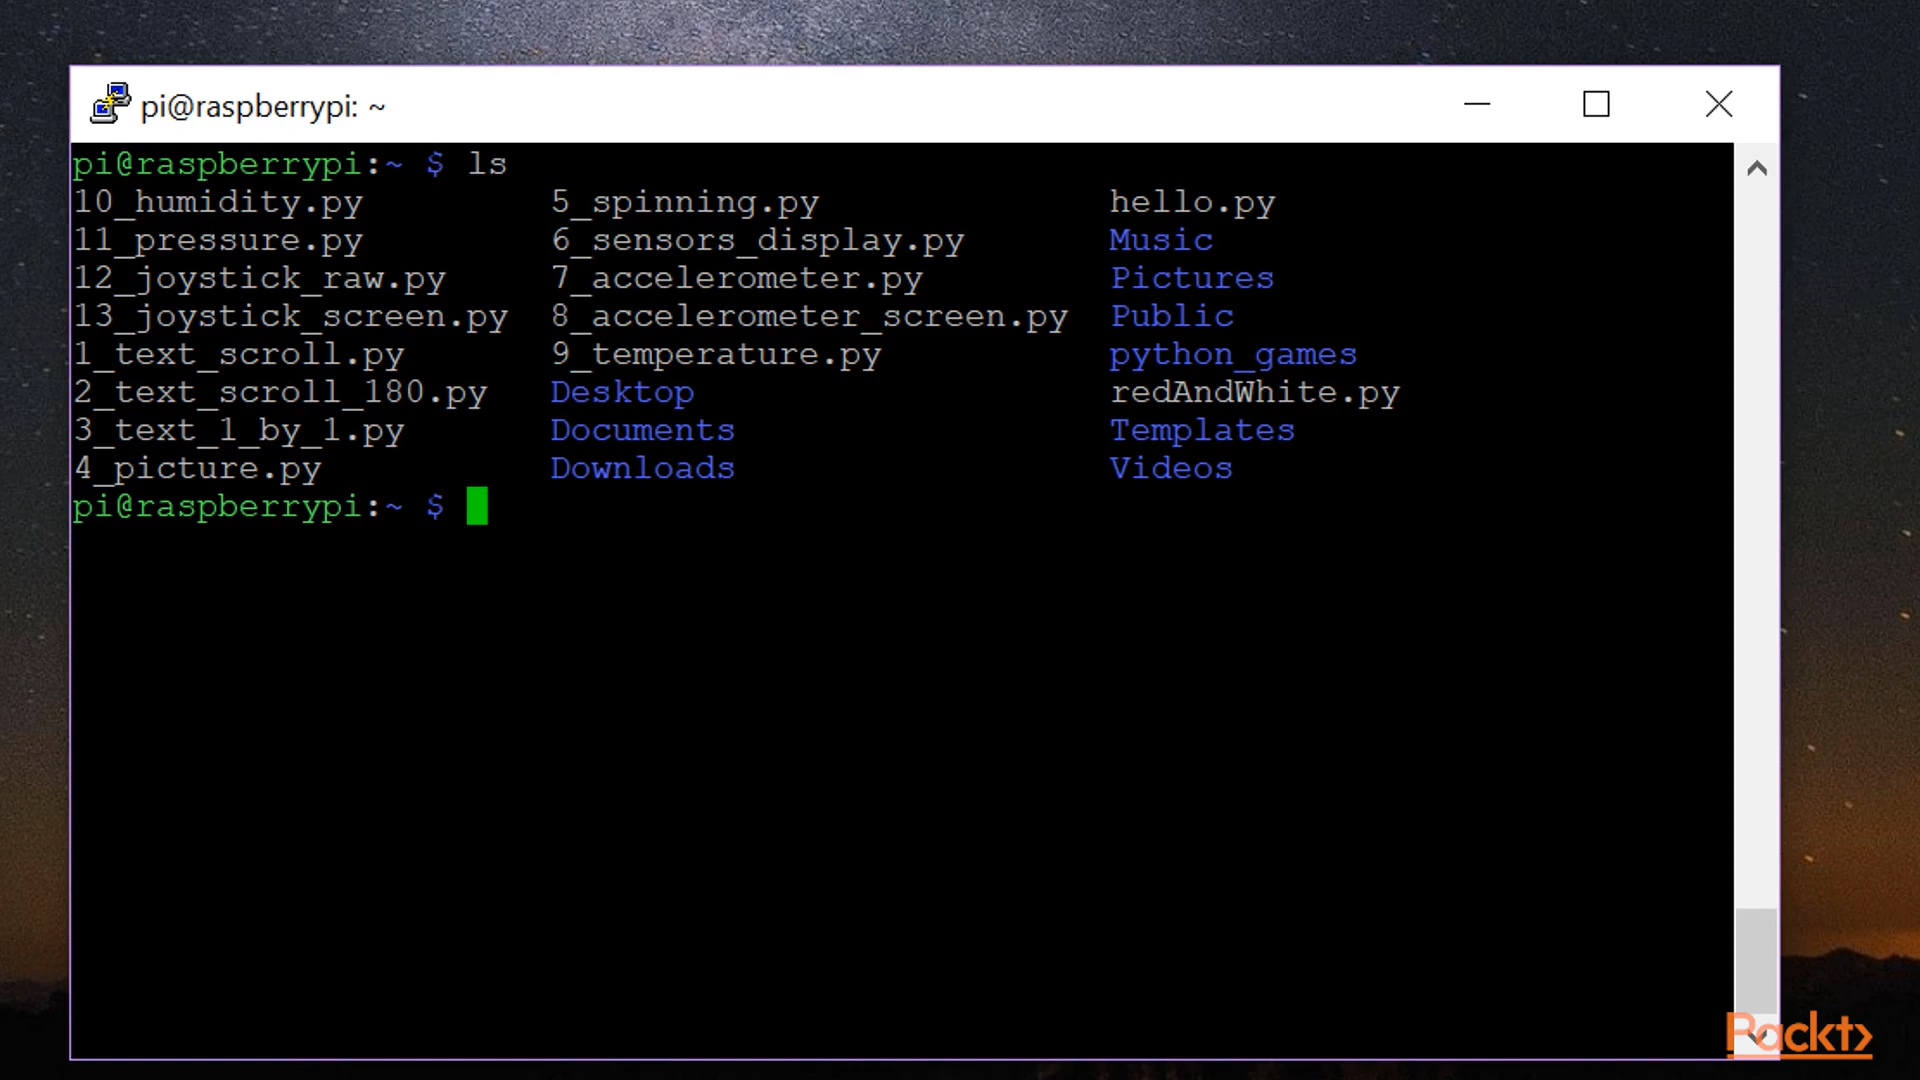 pi@raspberrypi: ~
pi@raspberrypi:~ $ ls
10_humidity.py 5_spinning.py hello.py
11_pressure.py 6_sensors_display.py Music
12_joystick_raw.py 7_accelerometer.py Pictures
13_joystick_screen.py 8_accelerometer_screen.py Public
1_text_scroll.py 9_temperature.py python_games
2_text_scroll_180.py Desktop redAndWhite.py
3_text_1_by_1.py Documents Templates
4_picture.py Downloads Videos
pi@raspberrypi:~ $
Packt>